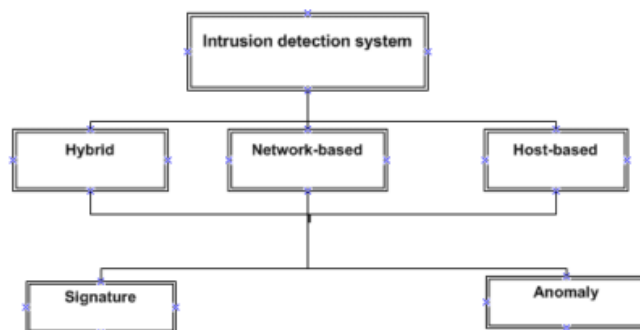 Intrusion detection system
Hybrid
Network-based
Host-based
Signature
Anomaly